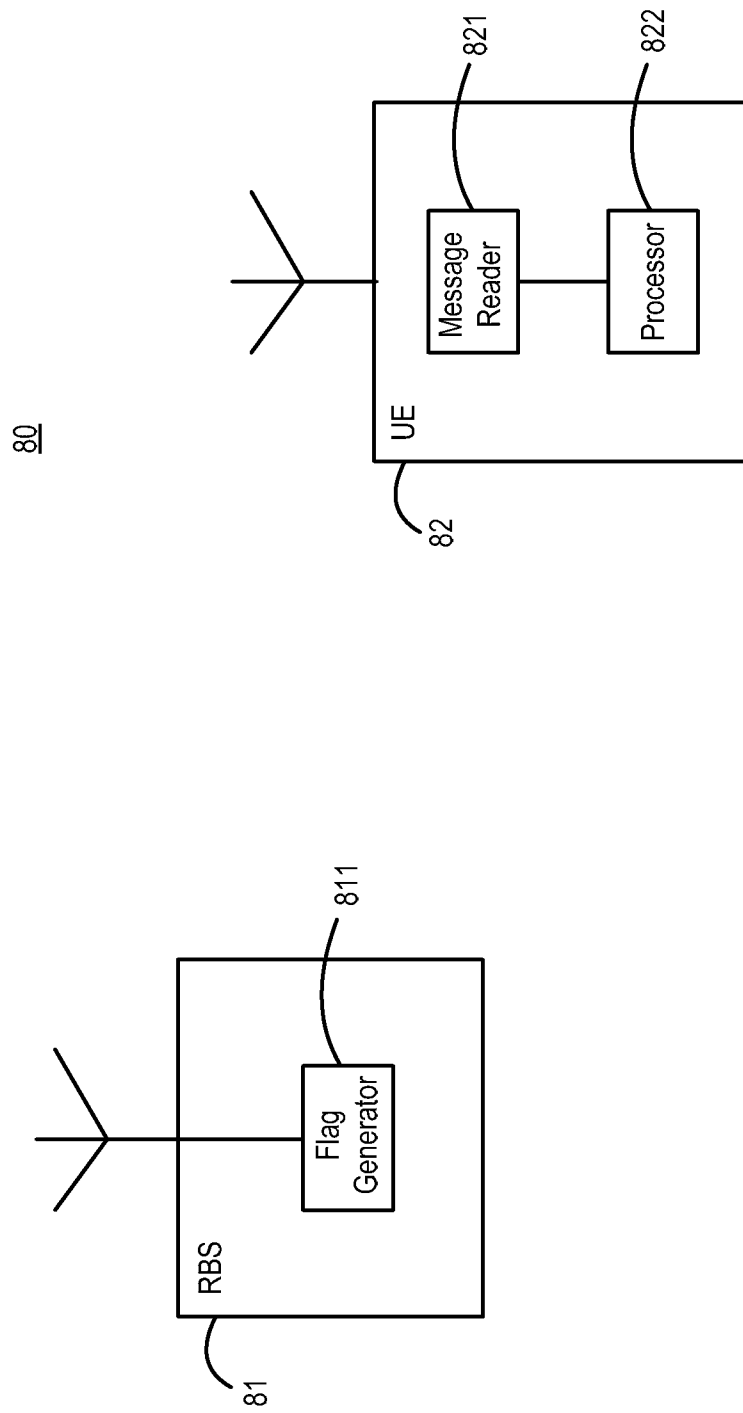 80
81
RBS
Flag
Generator
811
82
UE
Message
Reader
821
Processor
822